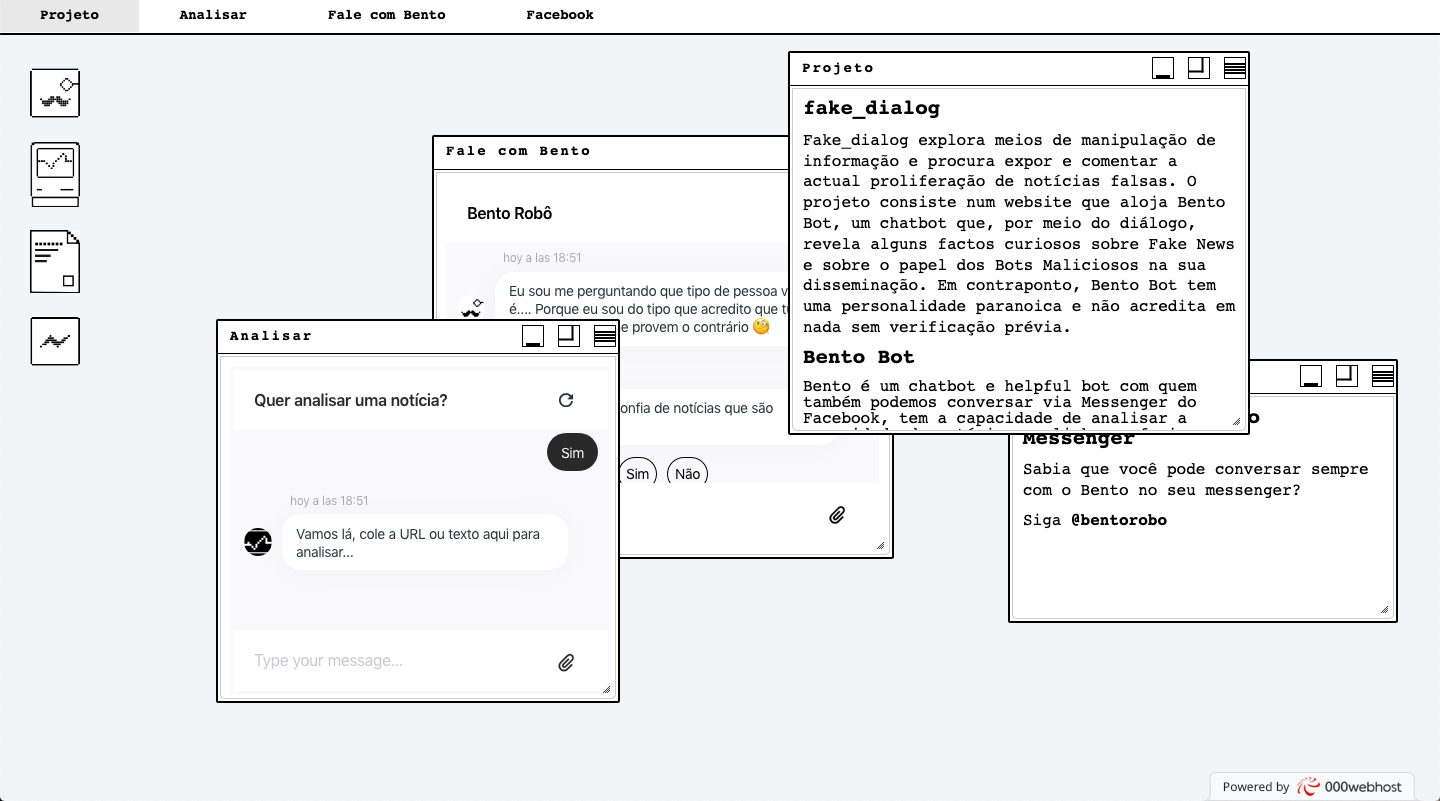 Projeto
Analisar
Fale com Bento
Facebook
Projeto
fake_dialog
Fake_dialog explora meios de manipulação de
informação e procura expor e comentar a
actual proliferação de notícias falsas. O
projeto consiste num website que aloja Bento
Bot, um chatbot que, por meio do diálogo,
revela alguns factos curiosos sobre Fake News
e sobre o papel dos Bots Maliciosos na sua
disseminação. Em contraponto, Bento Bot tem
uma personalidade paranoica e não acredita em
nada sem verificação prévia.
Bento Bot
Bento é um chatbot e helpful bot com quem
também podemos conversar via Messenger do
Facebook, tem a capacidade de analisar a
Fale com Bento
Bento Robô
hoy a las 18:51
Eu sou me perguntando que tipo de pessoa
é.... Porque eu sou do tipo que acredito que
provem o contrário 🧐
de notícias que são
Sim
Não
Analisar
Quer analisar uma notícia?
Sim
hoy a las 18:51
Vamos lá, cole a URL ou texto aqui para
analisar...
Type your message...
Messenger
Sabia que você pode conversar sempre
com o Bento no seu messenger?
Siga @bentorobo
Powered by 000webhost